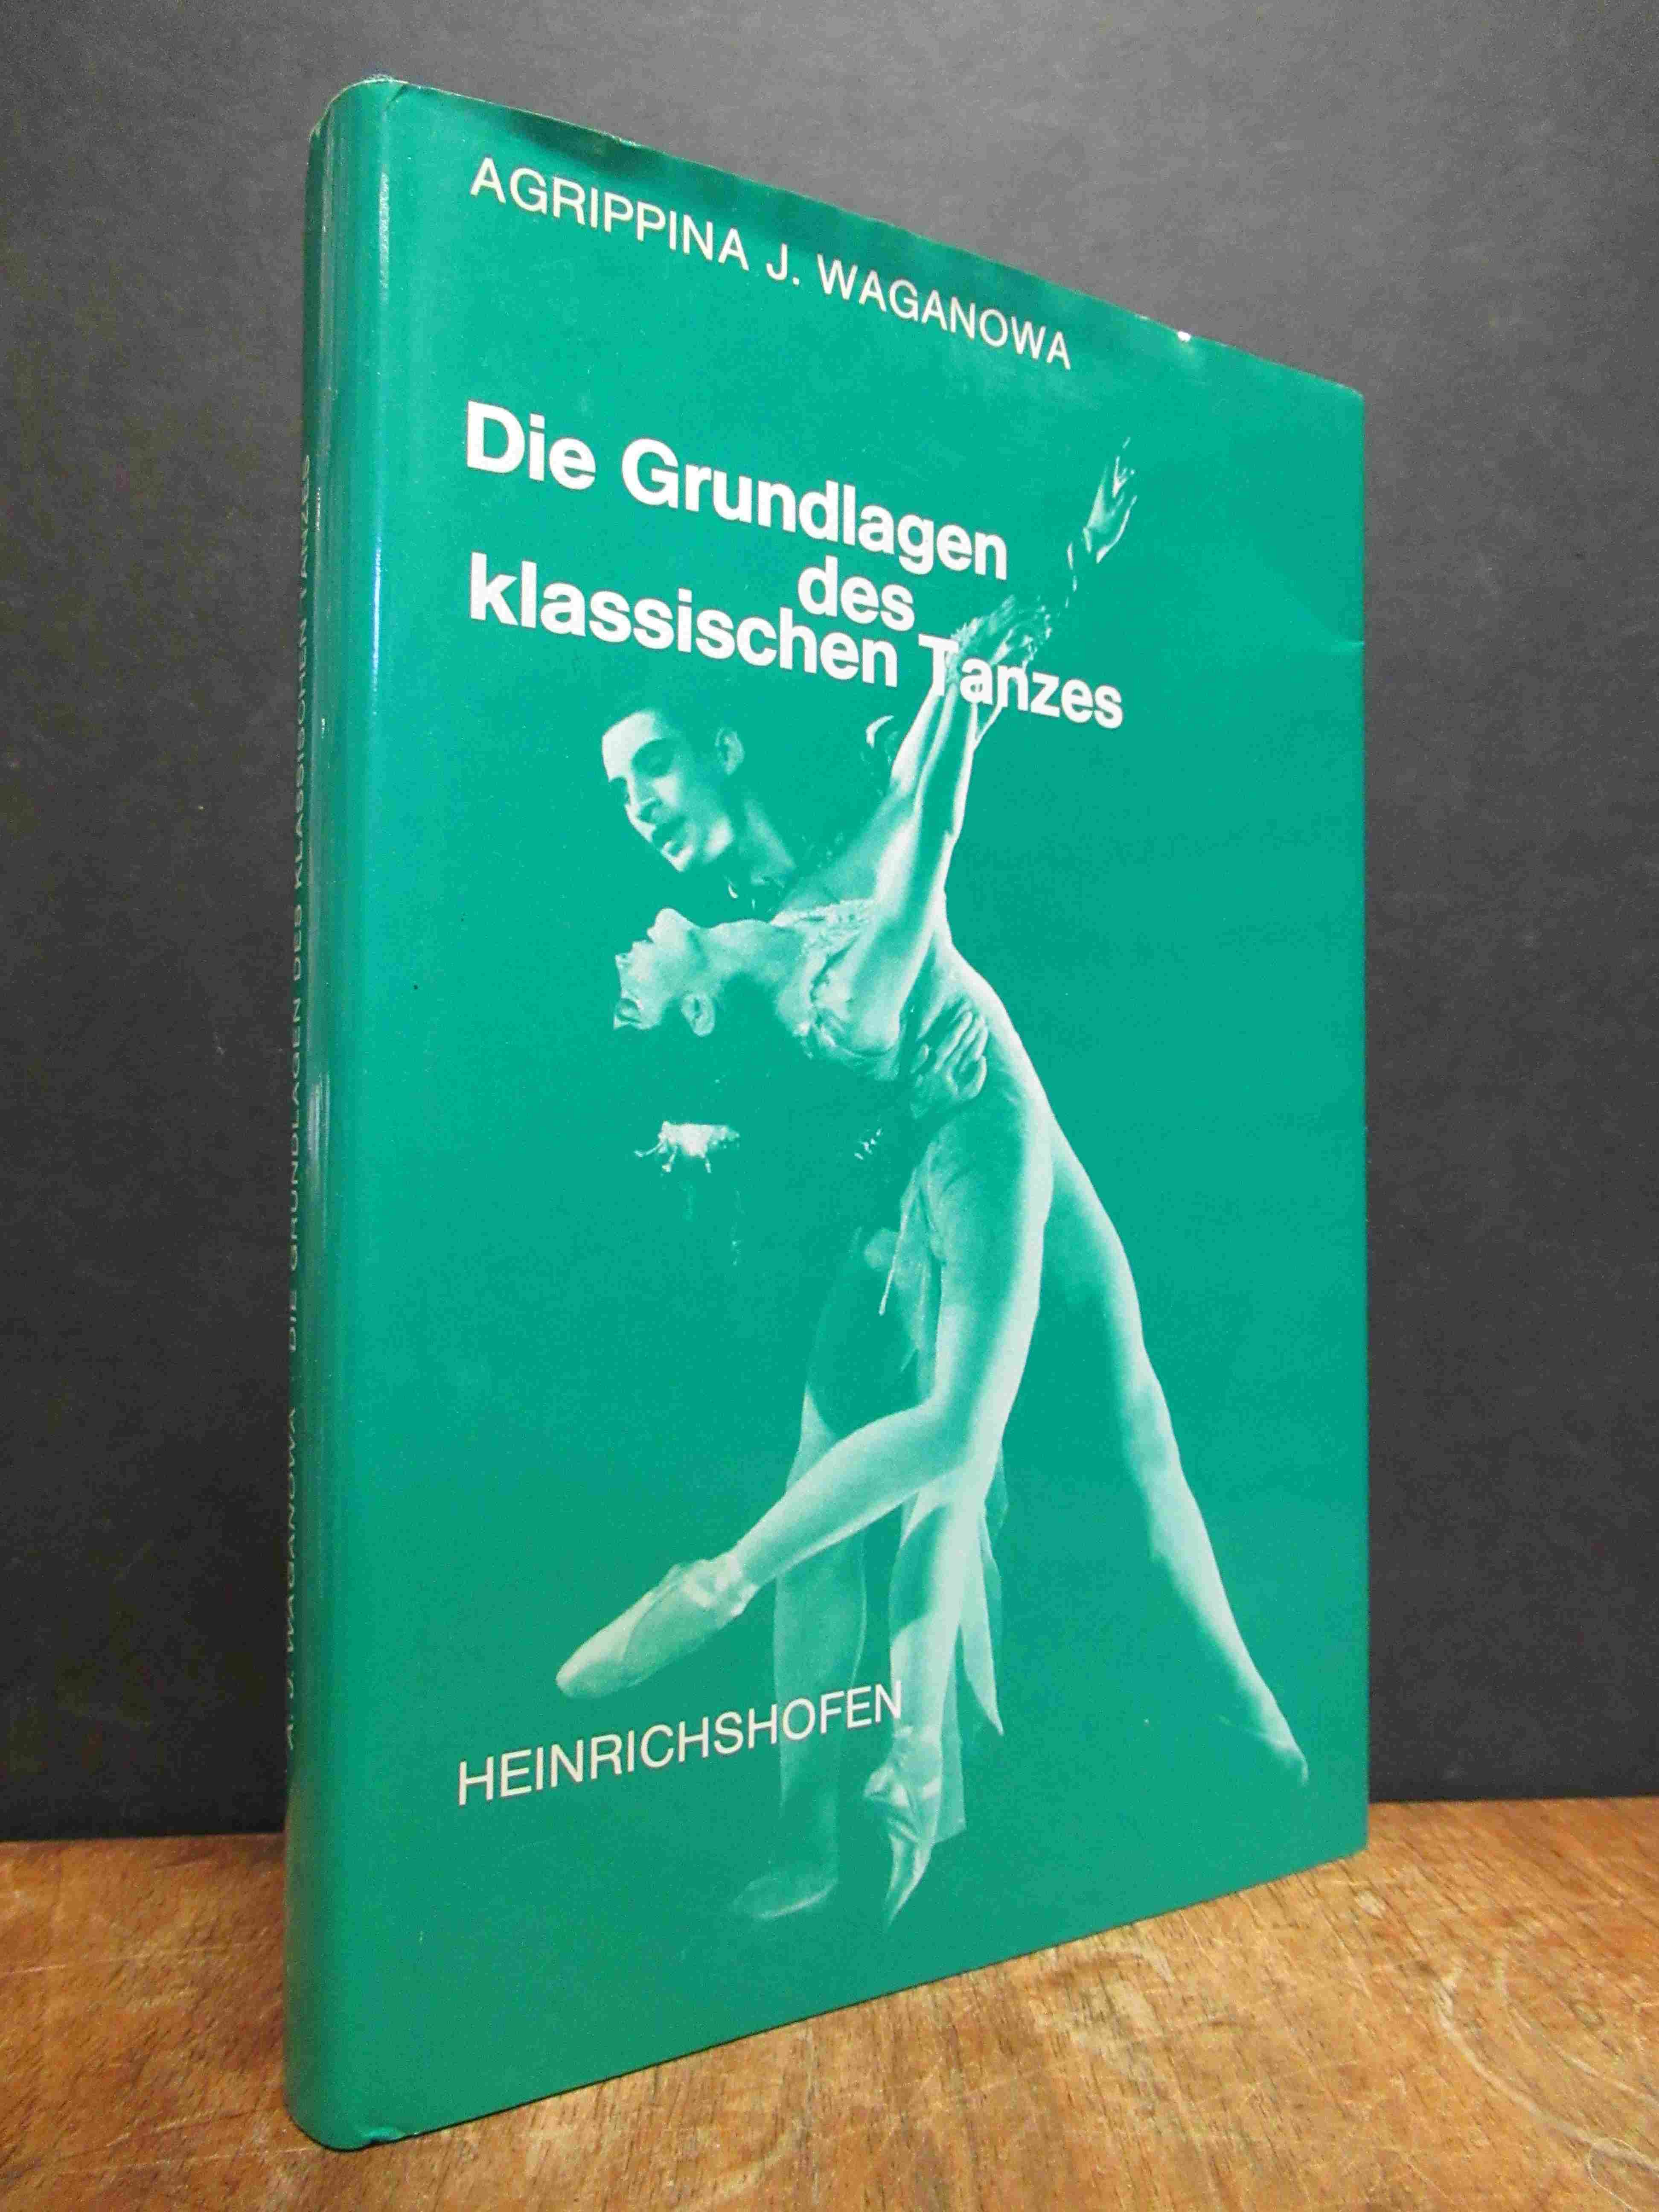 AGRIPPINA J. WAGANOWA
Die Grundlagen
des
klassischen Tanzes
HEINRICHSHOFEN
A. J. WAGANOWA DIE GRUNDLAGEN DES KLASSISCHEN TANZES